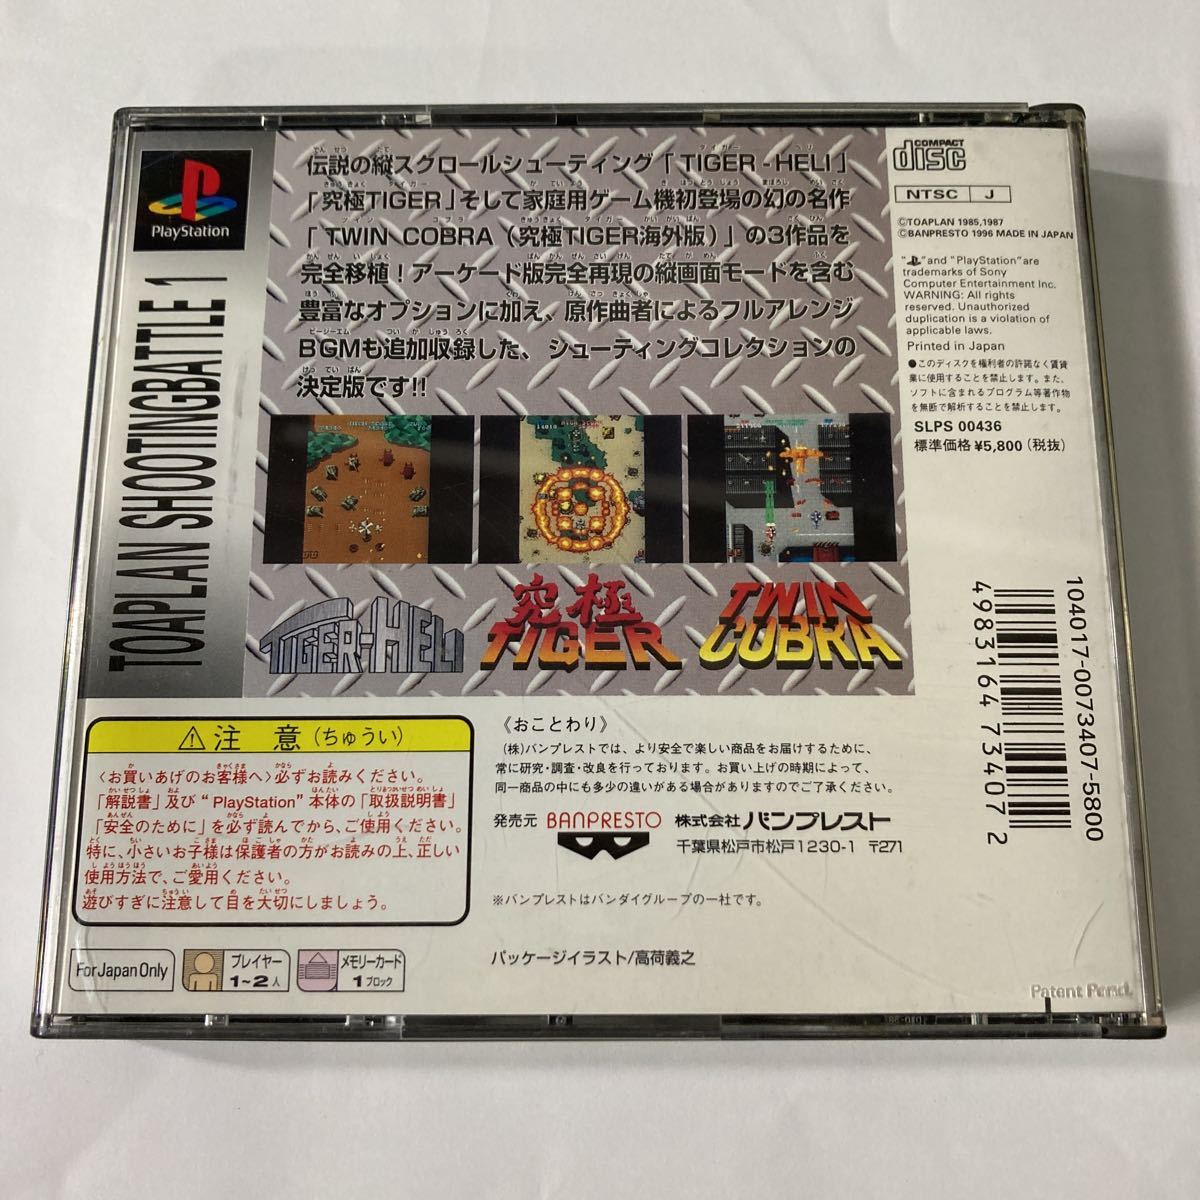 PlayStation
TOAPLAN SHOOTINGBATTLE 1
伝説の縦スクロールシューティング「TIGER-HELI」
「究極TIGER」そして家庭用ゲーム機初登場の幻の名作
「TWIN COBRA（究極TIGER海外版）」の3作品を
完全移植！アーケード版完全再現の縦画面モードを含む
豊富なオプションに加え、原作曲者によるフルアレンジ
BGMも追加収録した、シューティングコレクションの
決定版です!!
TIGER-HELI
究極
TIGER
TWIN
COBRA
COMPACT
disc
NTSC J
©TOAPLAN 1985,1987
©BANPRESTO 1996 MADE IN JAPAN
" " and "PlayStation" are
trademarks of Sony
Computer Entertainment Inc.
WARNING: All rights
reserved. Unauthorized
duplication is a violation of
applicable laws.
Printed in Japan
●このディスクを権利者の許諾なく賃貸
業に使用することを禁止します。また、
ソフトに含まれるプログラム等著作物
を無断で解析することを禁止します。
SLPS 00436
標準価格 ¥5,800（税抜）
104017-0073407-5800
4983164 734072
⚠注　意（ちゅうい）
〈お買いあげのお客様へ〉必ずお読みください。
「解説書」及び“PlayStation”本体の「取扱説明書」
「安全のために」を必ず読んでから、ご使用ください。
特に、小さいお子様は保護者の方がお読みの上、正しい
使用方法で、ご愛用ください。
遊びすぎに注意して目を大切にしましょう。
《おことわり》
(株)バンプレストでは、より安全で楽しい商品をお届けするために、
常に研究・調査・改良を行っております。お買い上げの時期によって、
同一商品の中にも多少の違いがある場合がありますのでご了承ください。
発売元 BANPRESTO 株式会社バンプレスト
千葉県松戸市松戸1230-1 〒271
※バンプレストはバンダイグループの一社です。
パッケージイラスト/高荷義之
For Japan Only
プレイヤー
1~2人
メモリーカード
1ブロック
Patent Pend.